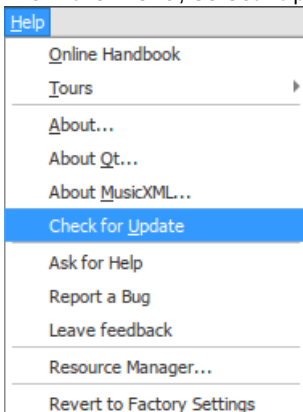 Help
Online Handbook
Tours
About...
About Qt...
About MusicXML...
Check for Update
Ask for Help
Report a Bug
Leave feedback
Resource Manager...
Revert to Factory Settings